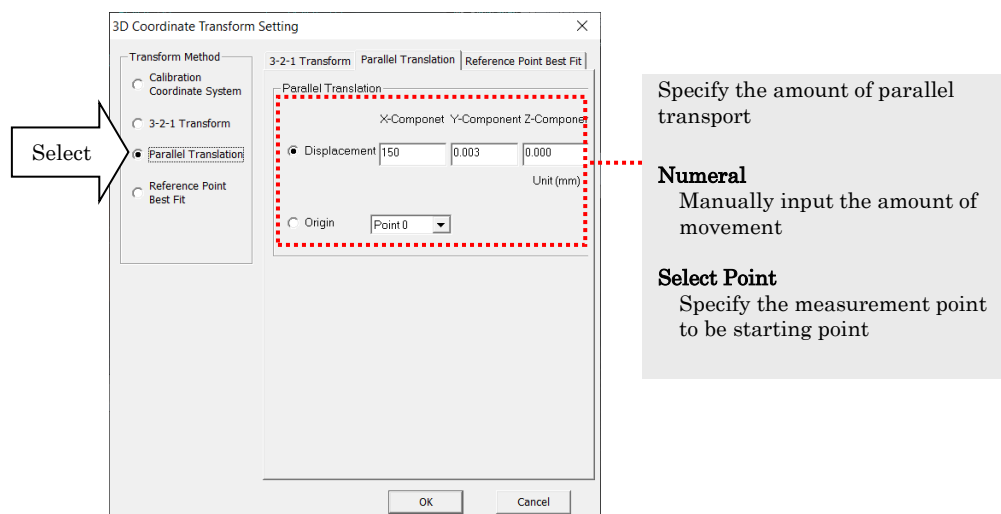 3D Coordinate Transform Setting
Transform Method
Calibration
Coordinate System
3-2-1 Transform
Parallel Translation
Reference Point
Best Fit
Select
3-2-1 Transform Parallel Translation Reference Point Best Fit
Parallel Translation
X-Componet Y-Component Z-Componer
Displacement 150 0.003 0.000
Unit (mm)
Origin Point 0
OK Cancel
Specify the amount of parallel
transport
Numeral
Manually input the amount of
movement
Select Point
Specify the measurement point
to be starting point